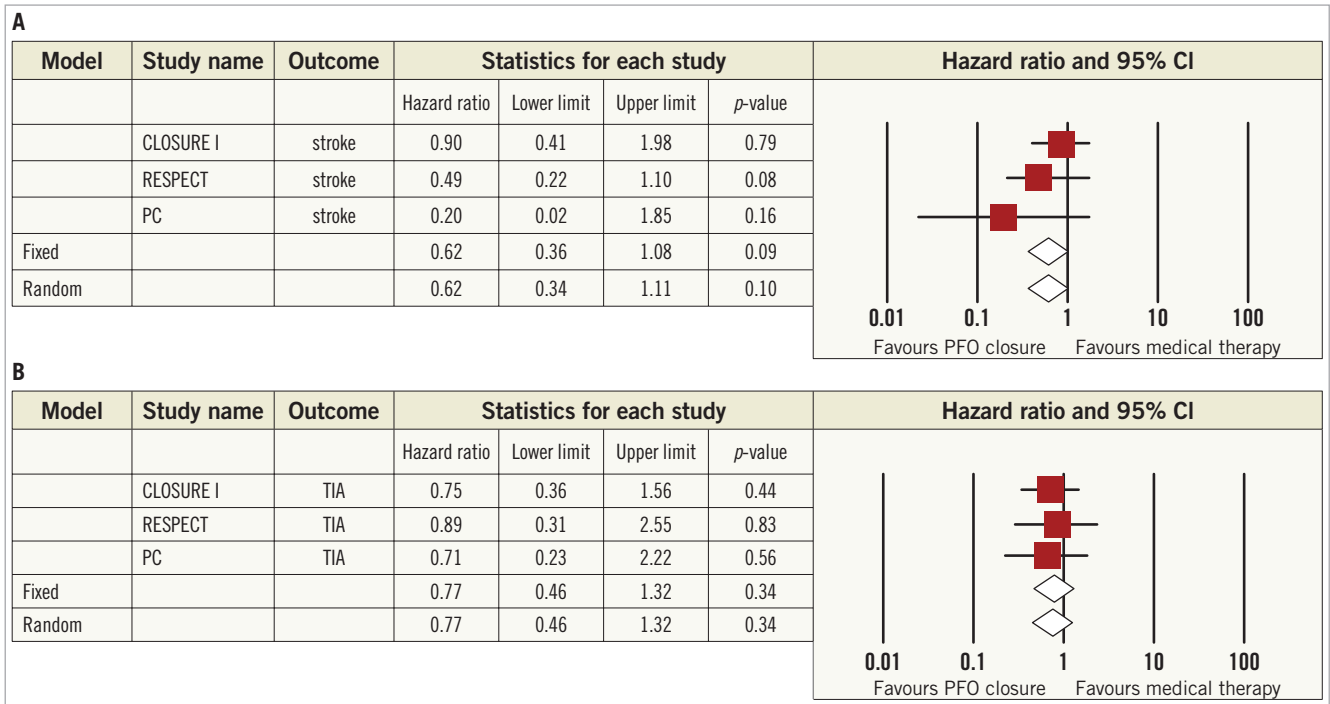 A
Model Study name Outcome Statistics for each study Hazard ratio and 95% CI
Hazard ratio Lower limit Upper limit p-value
CLOSURE I stroke 0.90 0.41 1.98 0.79
RESPECT stroke 0.49 0.22 1.10 0.08
PC stroke 0.20 0.02 1.85 0.16
Fixed 0.62 0.36 1.08 0.09
Random 0.62 0.34 1.11 0.10
0.01 0.1 1 10 100
Favours PFO closure Favours medical therapy
B
Model Study name Outcome Statistics for each study Hazard ratio and 95% CI
Hazard ratio Lower limit Upper limit p-value
CLOSURE I TIA 0.75 0.36 1.56 0.44
RESPECT TIA 0.89 0.31 2.55 0.83
PC TIA 0.71 0.23 2.22 0.56
Fixed 0.77 0.46 1.32 0.34
Random 0.77 0.46 1.32 0.34
0.01 0.1 1 10 100
Favours PFO closure Favours medical therapy